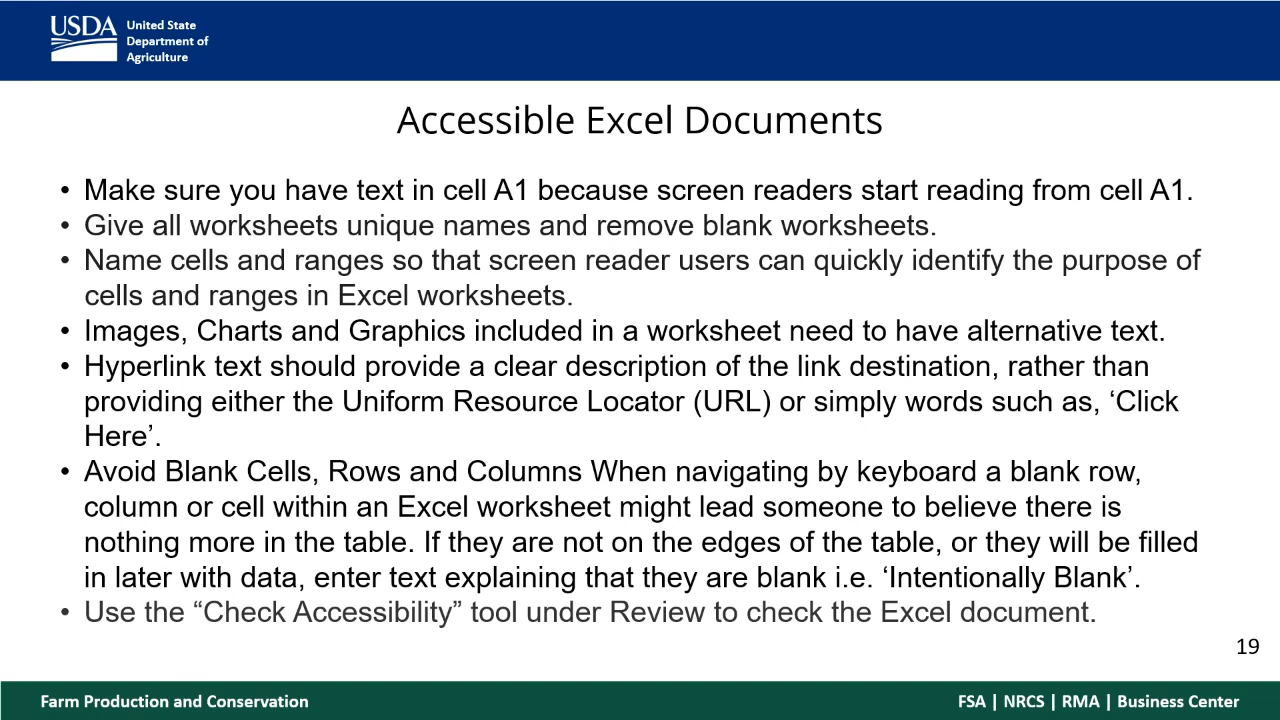 USDA
United State
Department of
Agriculture
Accessible Excel Documents
• Make sure you have text in cell A1 because screen readers start reading from cell A1.
• Give all worksheets unique names and remove blank worksheets.
• Name cells and ranges so that screen reader users can quickly identify the purpose of
cells and ranges in Excel worksheets.
• Images, Charts and Graphics included in a worksheet need to have alternative text.
• Hyperlink text should provide a clear description of the link destination, rather than
providing either the Uniform Resource Locator (URL) or simply words such as, ‘Click
Here’.
• Avoid Blank Cells, Rows and Columns When navigating by keyboard a blank row,
column or cell within an Excel worksheet might lead someone to believe there is
nothing more in the table. If they are not on the edges of the table, or they will be filled
in later with data, enter text explaining that they are blank i.e. ‘Intentionally Blank’.
• Use the “Check Accessibility” tool under Review to check the Excel document.
19
Farm Production and Conservation
FSA | NRCS | RMA | Business Center